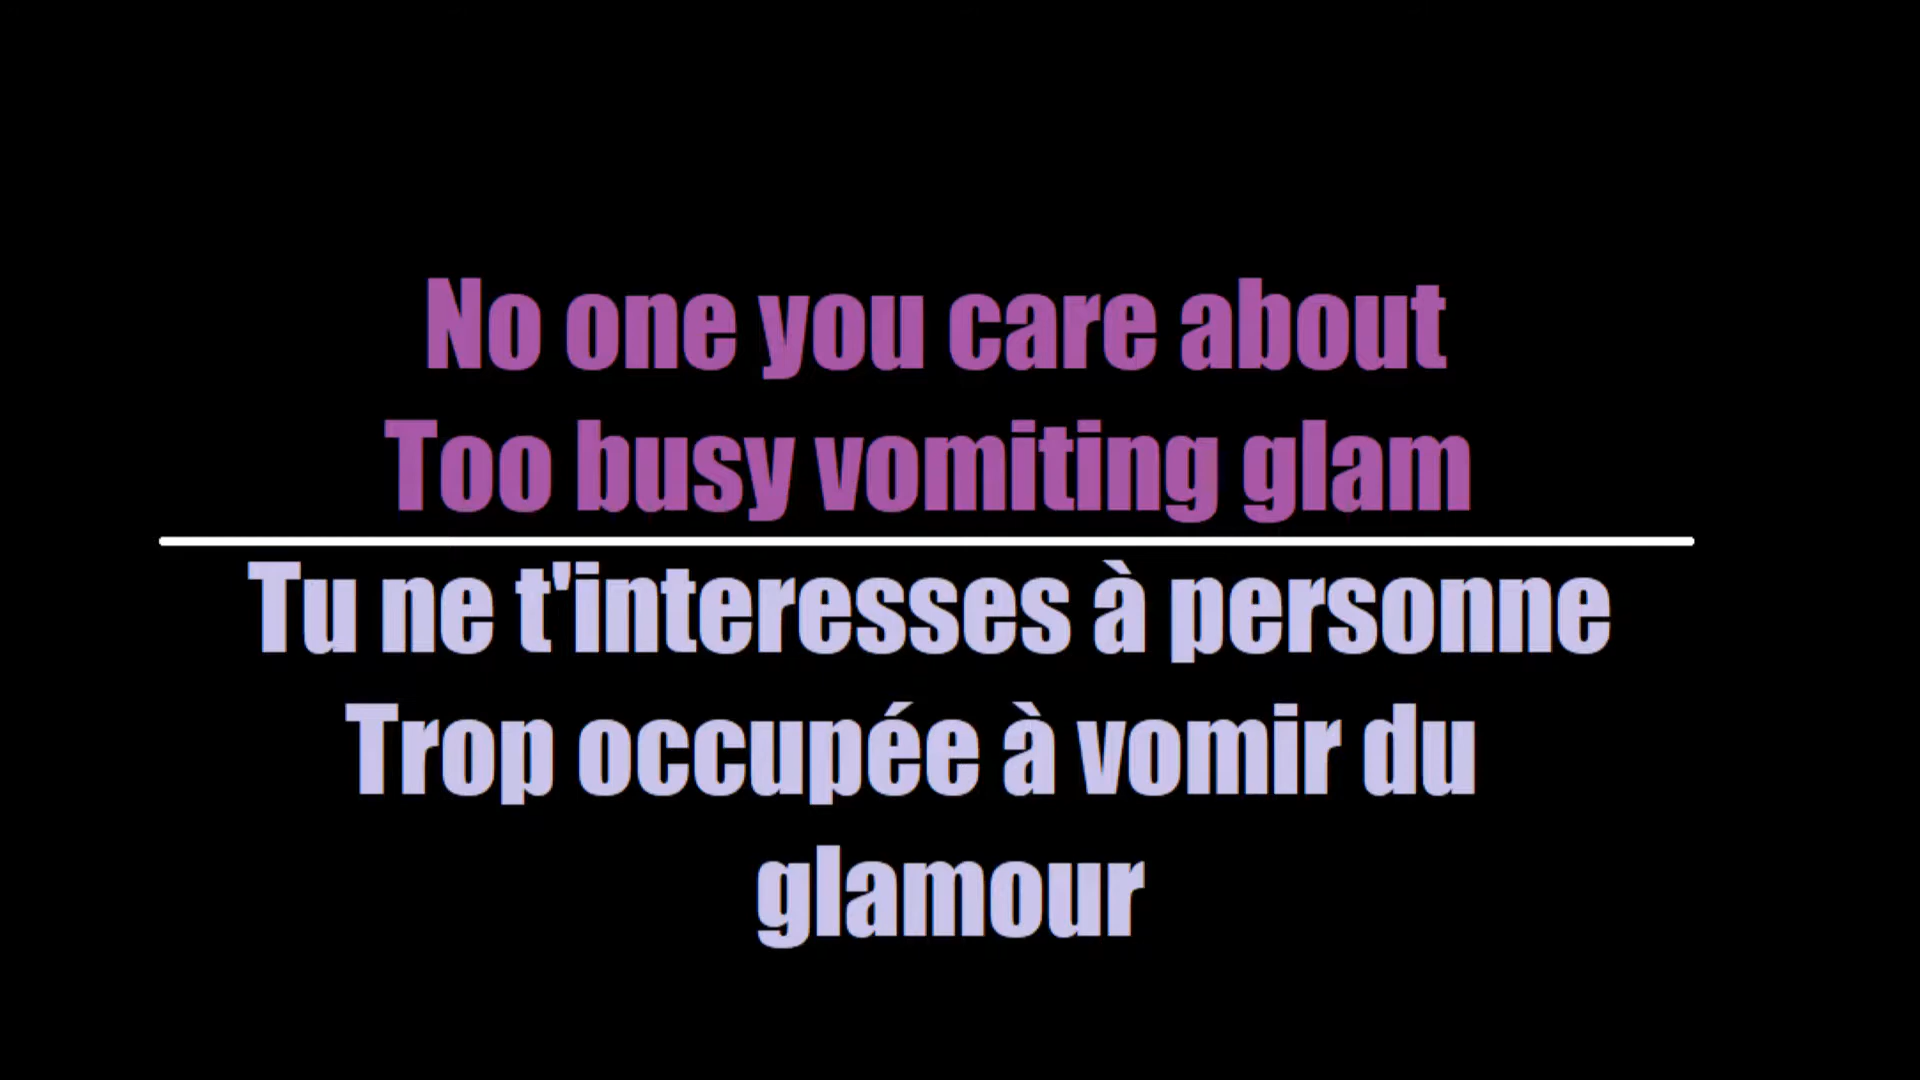 No one you care about
Too busy vomiting glam
Tu ne t'interesses à personne
Trop occupée à vomir du
glamour